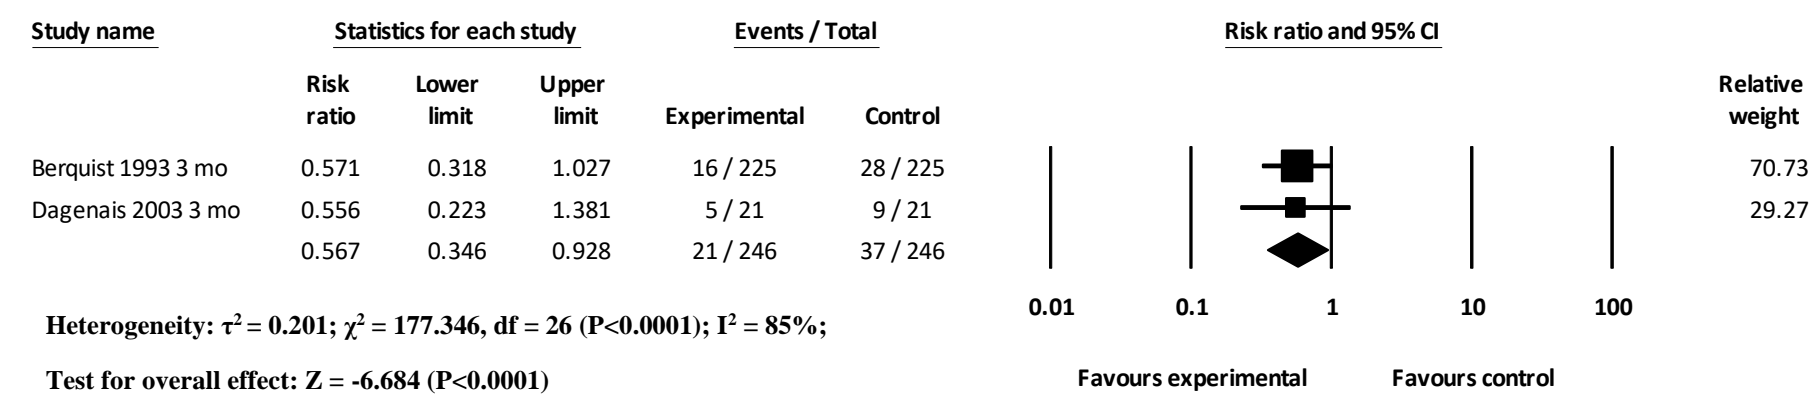 Study name Statistics for each study Events / Total Risk ratio and 95% CI
Risk Lower Upper Relative
ratio limit limit Experimental Control weight
Berquist 1993 3 mo 0.571 0.318 1.027 16 / 225 28 / 225 70.73
Dagenais 2003 3 mo 0.556 0.223 1.381 5 / 21 9 / 21 29.27
0.567 0.346 0.928 21 / 246 37 / 246
0.01 0.1 1 10 100
Heterogeneity: τ² = 0.201; χ² = 177.346, df = 26 (P<0.0001); I² = 85%;
Test for overall effect: Z = -6.684 (P<0.0001)
Favours experimental Favours control